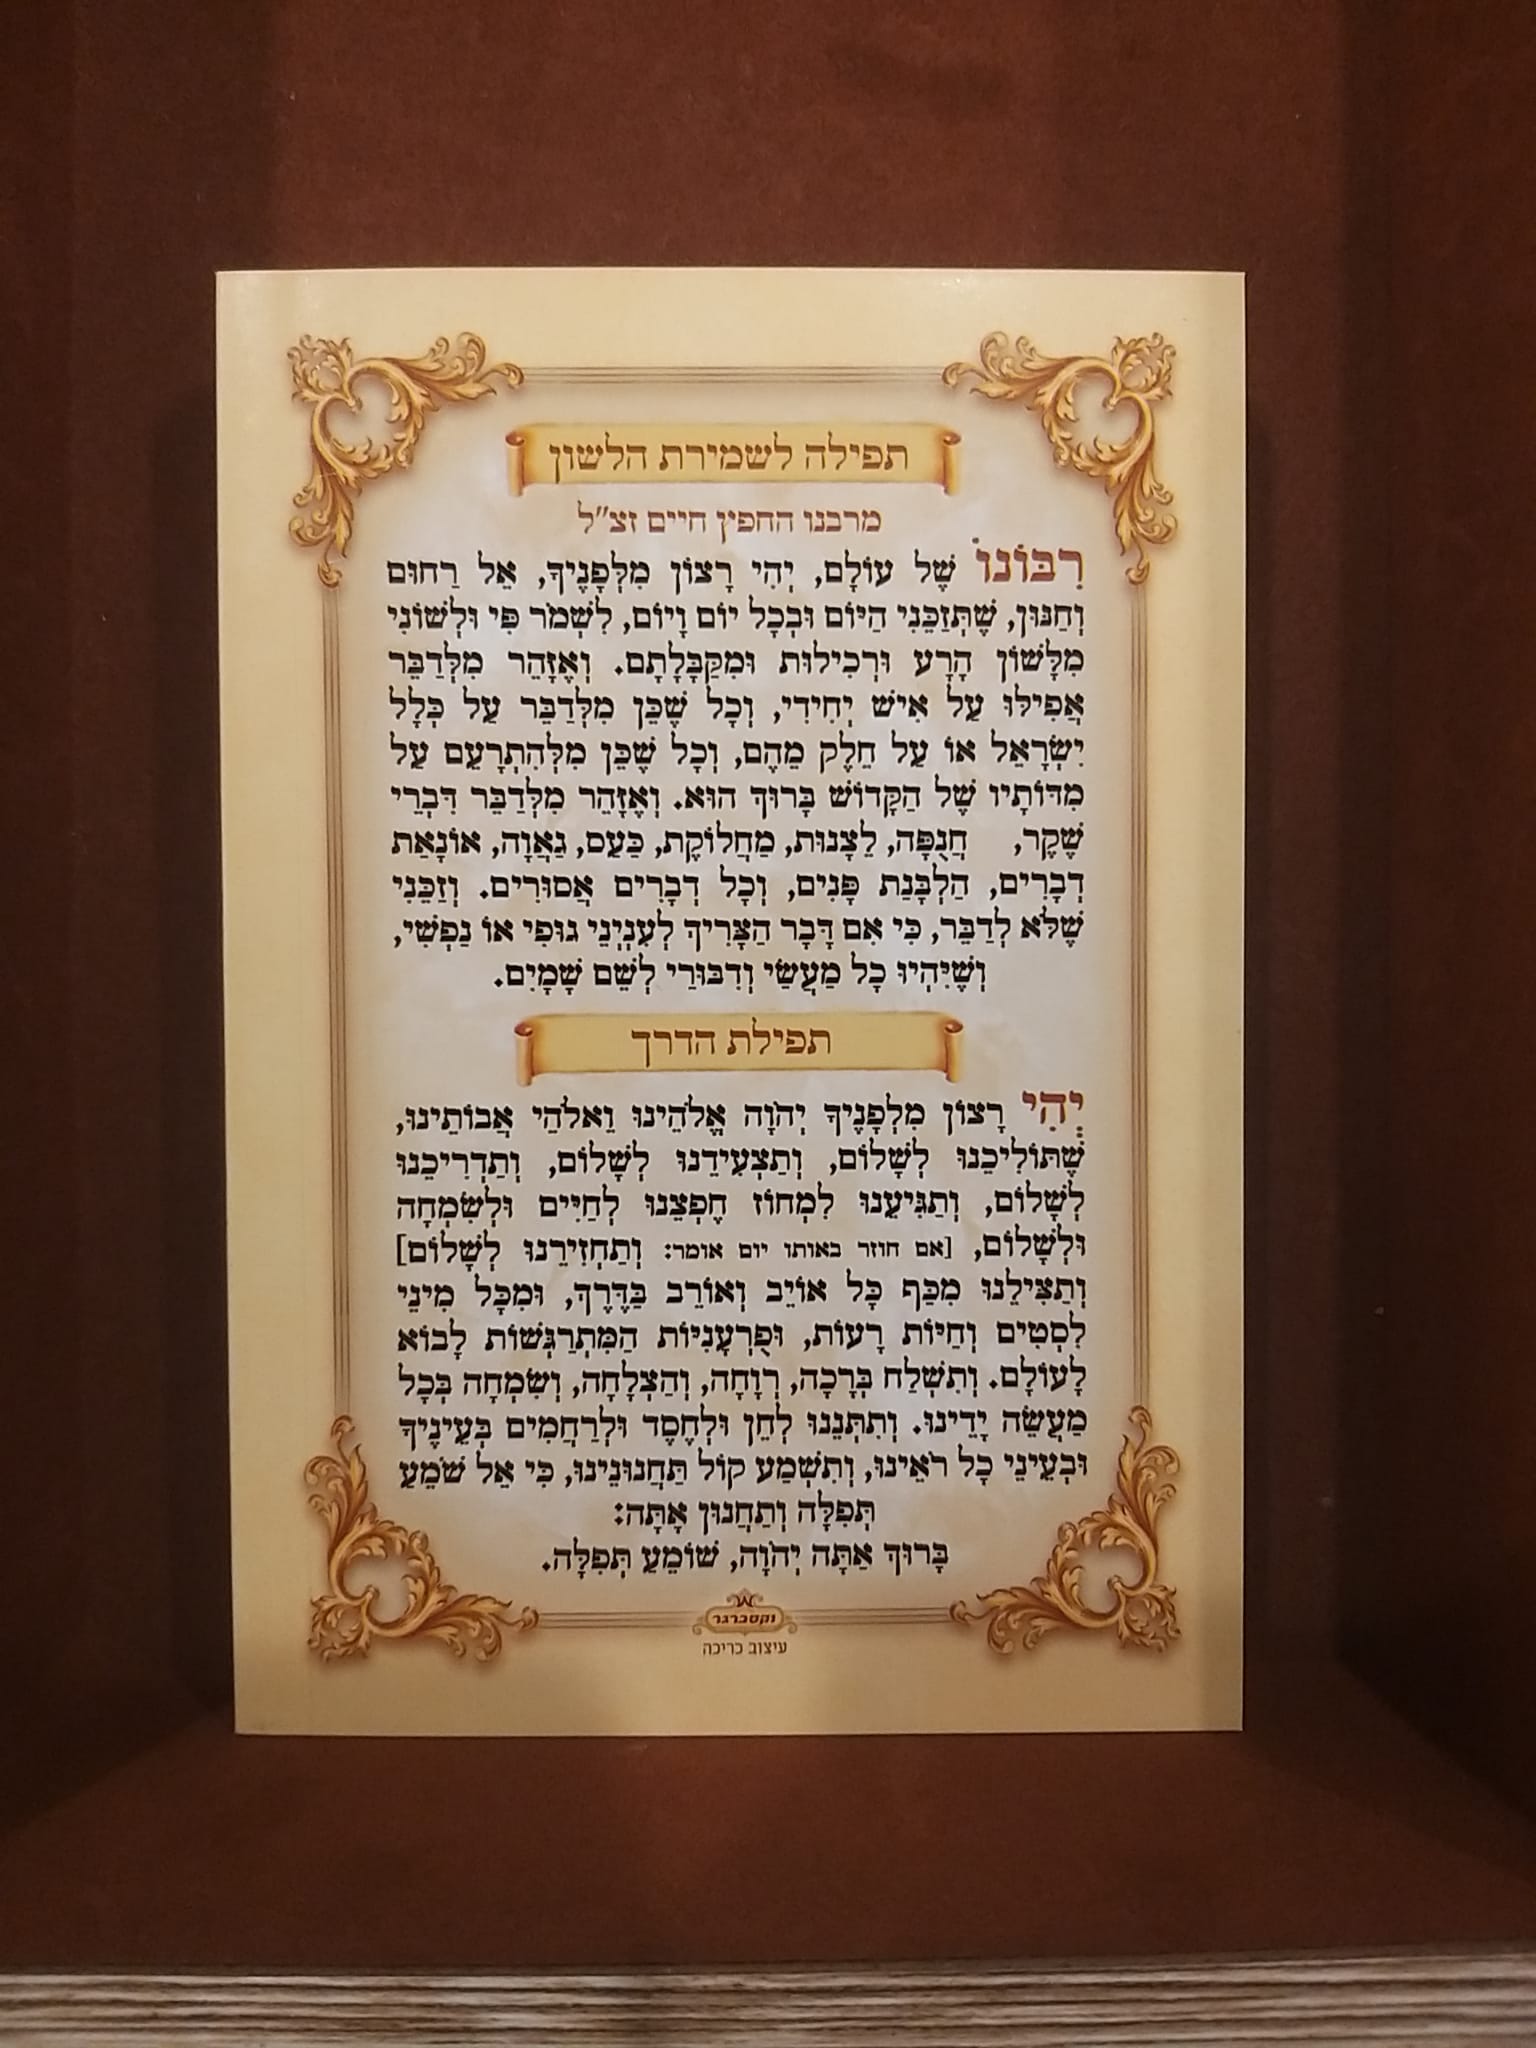 תפילה לשמירת הלשון
מרבנו החפץ חיים זצ"ל
רִבּוֹנוֹ שֶׁל עוֹלָם, יְהִי רָצוֹן מִלְּפָנֶיךָ, אֵל רַחוּם
וְחַנּוּן, שֶׁתְּזַכֵּנִי הַיּוֹם וּבְכָל יוֹם וָיוֹם, לִשְׁמֹר פִּי וּלְשׁוֹנִי
מִלָּשׁוֹן הָרָע וּרְכִילוּת וּמִקַּבָּלָתָם. וְאֶזָּהֵר מִלְּדַבֵּר
אֲפִילוּ עַל אִישׁ יְחִידִי, וְכָל שֶׁכֵּן מִלְּדַבֵּר עַל כְּלָל
יִשְׂרָאֵל אוֹ עַל חֵלֶק מֵהֶם, וְכָל שֶׁכֵּן מִלְּהִתְרָעֵם עַל
מִדּוֹתָיו שֶׁל הַקָּדוֹשׁ בָּרוּךְ הוּא. וְאֶזָּהֵר מִלְּדַבֵּר דִּבְרֵי
שֶׁקֶר, חֲנֻפָּה, לֵצָנוּת, מַחֲלוֹקֶת, כַּעַס, גַּאֲוָה, אוֹנָאַת
דְּבָרִים, הַלְבָּנַת פָּנִים, וְכָל דְּבָרִים אֲסוּרִים. וְזַכֵּנִי
שֶׁלֹּא לְדַבֵּר, כִּי אִם דָּבָר הַצָּרִיךְ לְעִנְיְנֵי גוּפִי אוֹ נַפְשִׁי,
וְשֶׁיִּהְיוּ כָל מַעֲשַׂי וְדִבּוּרַי לְשֵׁם שָׁמָיִם.
תפילת הדרך
יְהִי רָצוֹן מִלְּפָנֶיךָ יְהֹוָה אֱלֹהֵינוּ וֵאלֹהֵי אֲבוֹתֵינוּ,
שֶׁתּוֹלִיכֵנוּ לְשָׁלוֹם, וְתַצְעִידֵנוּ לְשָׁלוֹם, וְתַדְרִיכֵנוּ
לְשָׁלוֹם, וְתַגִּיעֵנוּ לִמְחוֹז חֶפְצֵנוּ לְחַיִּים וּלְשִׂמְחָה
וּלְשָׁלוֹם, [אם חוזר באותו יום אומר: וְתַחְזִירֵנוּ לְשָׁלוֹם]
וְתַצִּילֵנוּ מִכַּף כָּל אוֹיֵב וְאוֹרֵב בַּדֶּרֶךְ, וּמִכָּל מִינֵי
לִסְטִים וְחַיּוֹת רָעוֹת, וּפֻרְעָנִיּוֹת הַמִּתְרַגְּשׁוֹת לָבוֹא
לָעוֹלָם. וְתִשְׁלַח בְּרָכָה, רְוָחָה, וְהַצְלָחָה, וְשִׂמְחָה בְּכָל
מַעֲשֵׂה יָדֵינוּ. וְתִתְּנֵנוּ לְחֵן וּלְחֶסֶד וּלְרַחֲמִים בְּעֵינֶיךָ
וּבְעֵינֵי כָל רֹאֵינוּ, וְתִשְׁמַע קוֹל תַּחֲנוּנֵינוּ, כִּי אֵל שֹׁמֵעַ
תְּפִלָּה וְתַחֲנוּן אָתָּה:
בָּרוּךְ אַתָּה יְהֹוָה, שׁוֹמֵעַ תְּפִלָּה.
וקסברגר
עיצוב כריכה